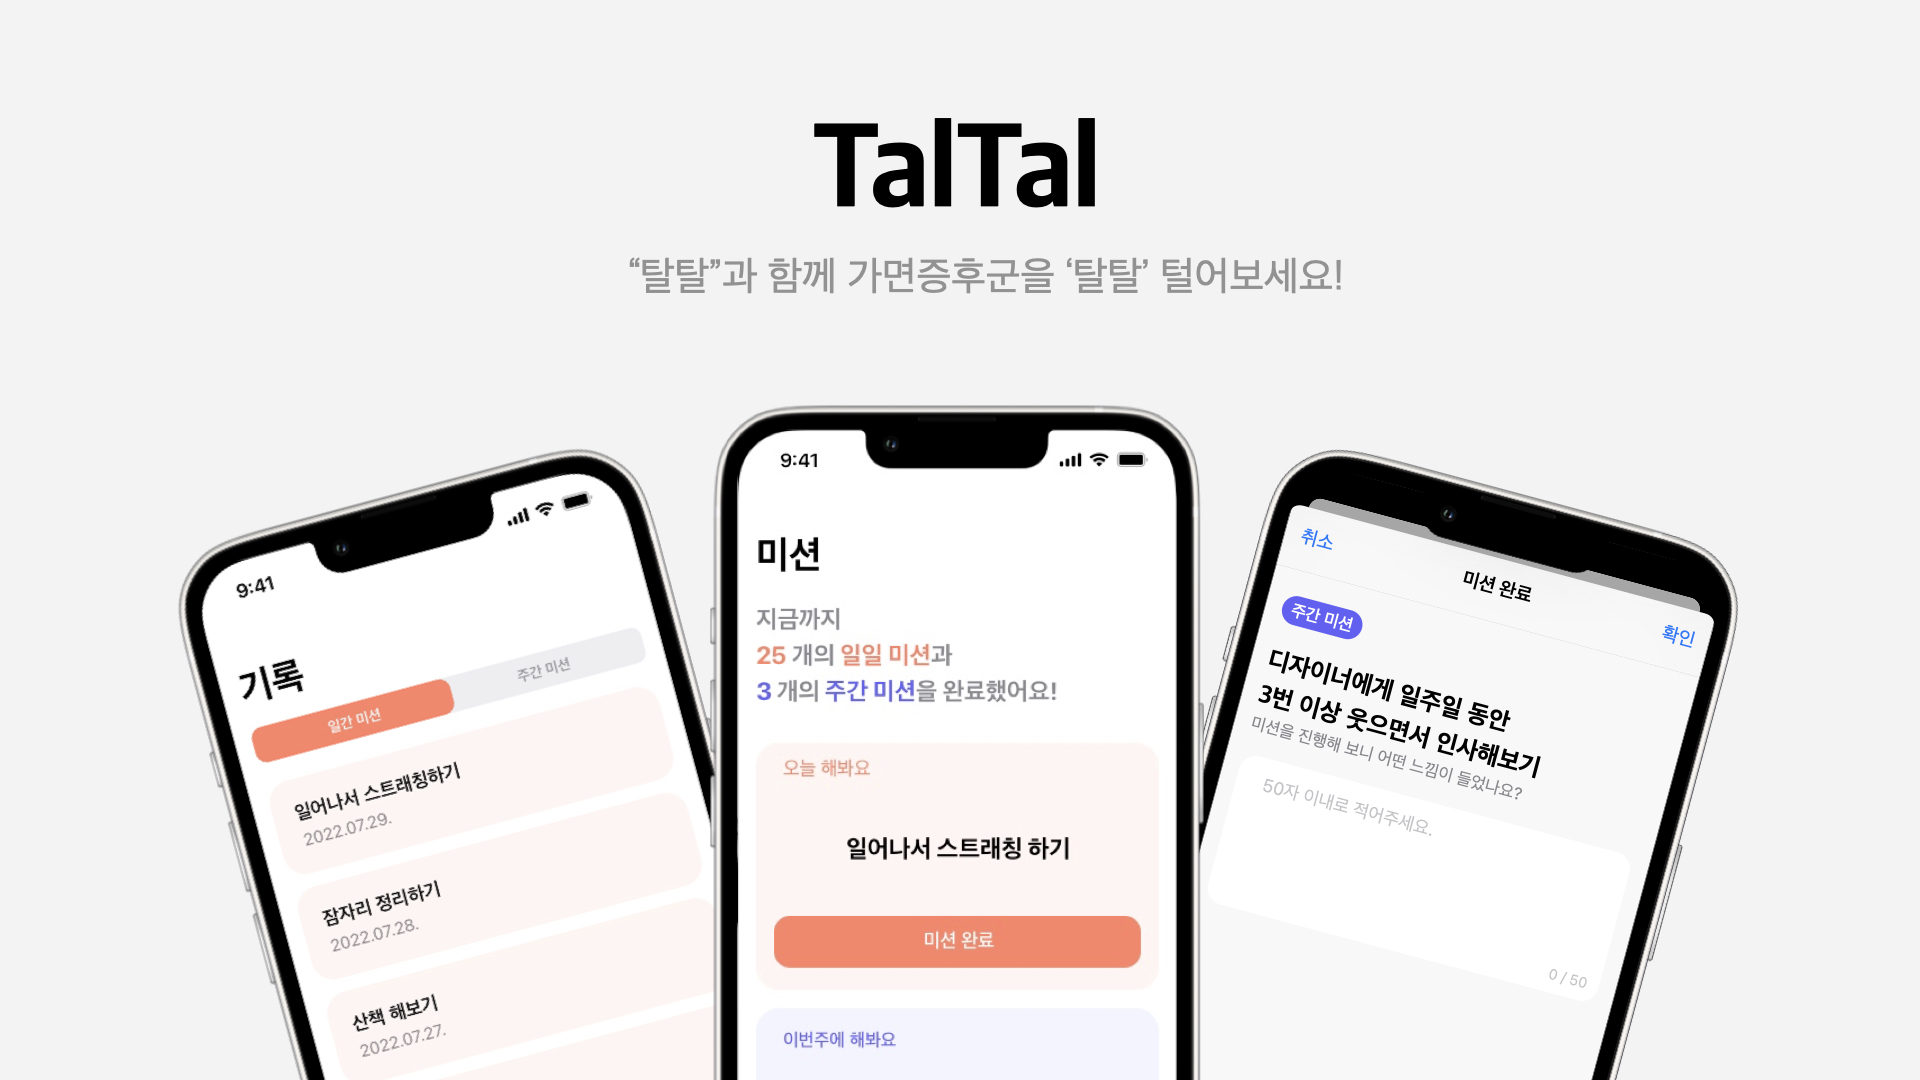 TalTal
“탈탈”과 함께 가면증후군을 ‘탈탈’ 털어보세요!
9:41
기록
일간 미션
주간 미션
일어나서 스트래칭하기
2022.07.29.
잠자리 정리하기
2022.07.28.
산책 해보기
2022.07.27.
9:41
미션
지금까지
25 개의 일일 미션과
3 개의 주간 미션을 완료했어요!
오늘 해봐요
일어나서 스트래칭 하기
미션 완료
이번주에 해봐요
취소
미션 완료
확인
주간 미션
디자이너에게 일주일 동안
3번 이상 웃으면서 인사해보기
미션을 진행해 보니 어떤 느낌이 들었나요?
50자 이내로 적어주세요.
0 / 50